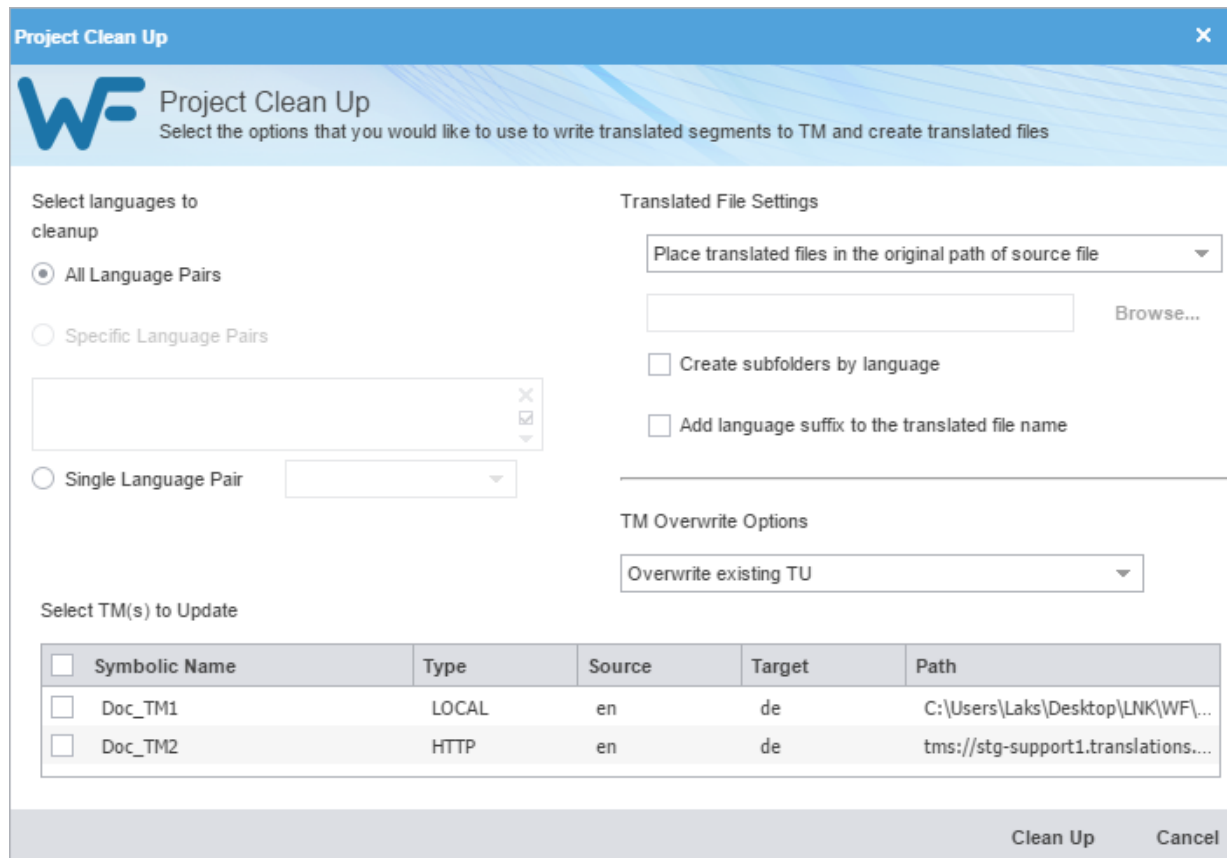 Project Clean Up
WF
Project Clean Up
Select the options that you would like to use to write translated segments to TM and create translated files
Select languages to
cleanup
All Language Pairs
Specific Language Pairs
Single Language Pair
Translated File Settings
Place translated files in the original path of source file
Browse...
Create subfolders by language
Add language suffix to the translated file name
TM Overwrite Options
Overwrite existing TU
Select TM(s) to Update
Symbolic Name Type Source Target Path
Doc_TM1 LOCAL en de C:\Users\Laks\Desktop\LNK\WF\...
Doc_TM2 HTTP en de tms://stg-support1.translations....
Clean Up Cancel